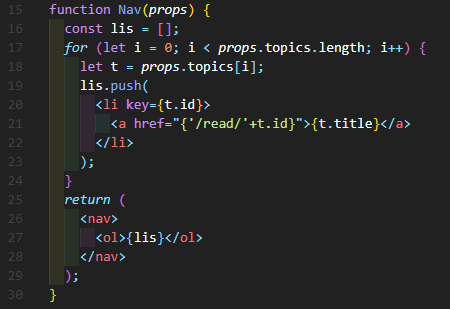 15 function Nav(props) {
16   const lis = [];
17   for (let i = 0; i < props.topics.length; i++) {
18     let t = props.topics[i];
19     lis.push(
20       <li key={t.id}>
21         <a href="{'/read/'+t.id}">{t.title}</a>
22       </li>
23     );
24   }
25   return (
26     <nav>
27       <ol>{lis}</ol>
28     </nav>
29   );
30 }